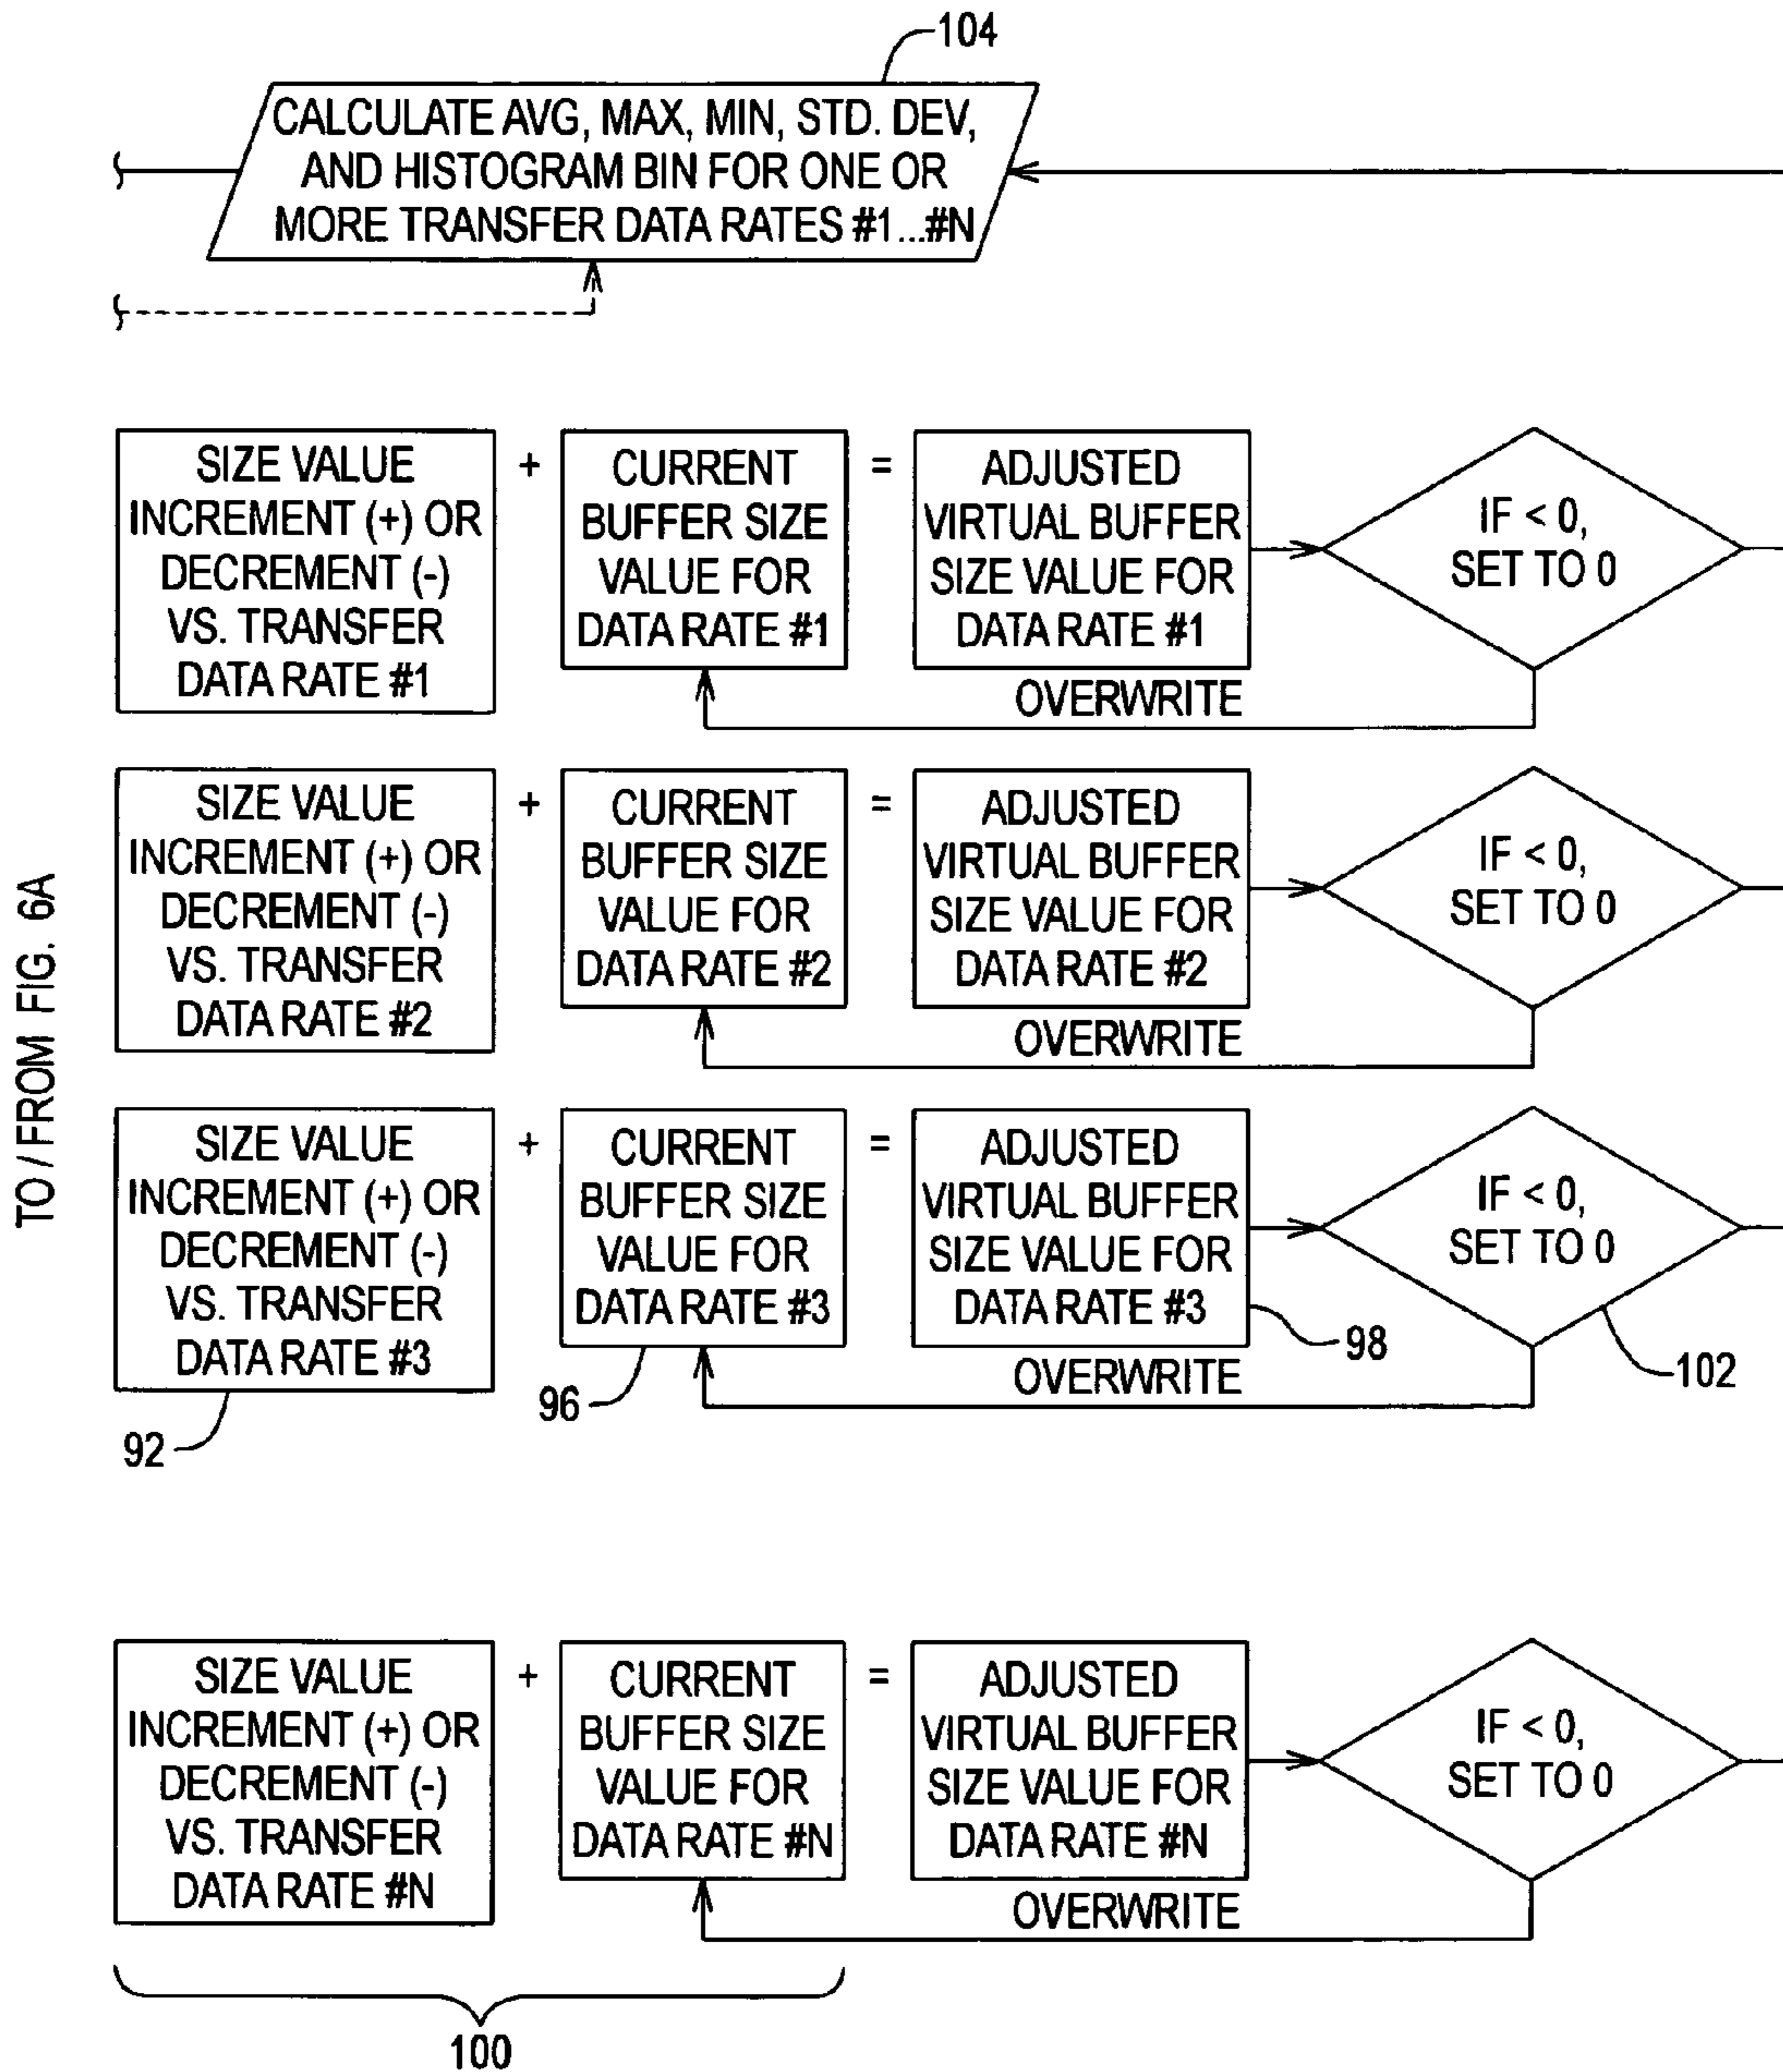 104
CALCULATE AVG, MAX, MIN, STD. DEV,
AND HISTOGRAM BIN FOR ONE OR
MORE TRANSFER DATA RATES #1...#N
TO / FROM FIG. 6A
SIZE VALUE
INCREMENT (+) OR
DECREMENT (-)
VS. TRANSFER
DATA RATE #1
+
CURRENT
BUFFER SIZE
VALUE FOR
DATA RATE #1
=
ADJUSTED
VIRTUAL BUFFER
SIZE VALUE FOR
DATA RATE #1
IF < 0,
SET TO 0
OVERWRITE
SIZE VALUE
INCREMENT (+) OR
DECREMENT (-)
VS. TRANSFER
DATA RATE #2
+
CURRENT
BUFFER SIZE
VALUE FOR
DATA RATE #2
=
ADJUSTED
VIRTUAL BUFFER
SIZE VALUE FOR
DATA RATE #2
IF < 0,
SET TO 0
OVERWRITE
SIZE VALUE
INCREMENT (+) OR
DECREMENT (-)
VS. TRANSFER
DATA RATE #3
+
CURRENT
BUFFER SIZE
VALUE FOR
DATA RATE #3
=
ADJUSTED
VIRTUAL BUFFER
SIZE VALUE FOR
DATA RATE #3
IF < 0,
SET TO 0
OVERWRITE
92
96
98
102
SIZE VALUE
INCREMENT (+) OR
DECREMENT (-)
VS. TRANSFER
DATA RATE #N
+
CURRENT
BUFFER SIZE
VALUE FOR
DATA RATE #N
=
ADJUSTED
VIRTUAL BUFFER
SIZE VALUE FOR
DATA RATE #N
IF < 0,
SET TO 0
OVERWRITE
100